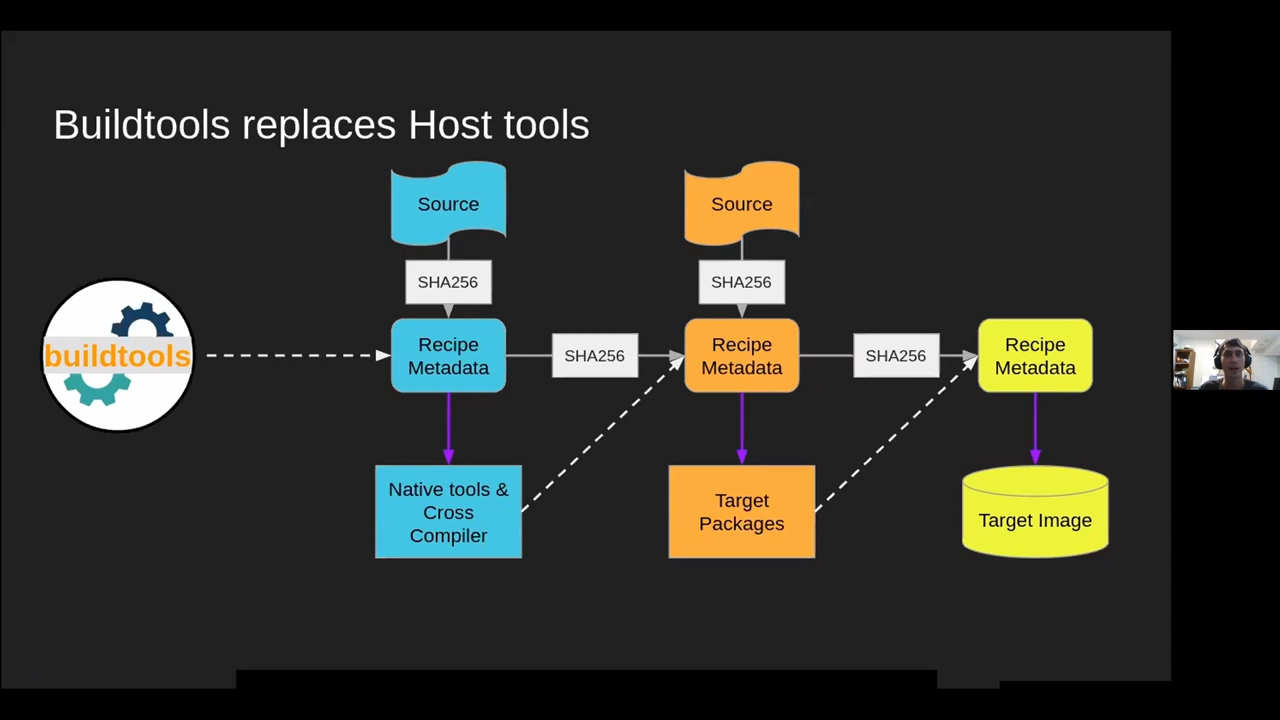 Buildtools replaces Host tools
Source
Source
SHA256
SHA256
buildtools
Recipe
Metadata
SHA256
Recipe
Metadata
SHA256
Recipe
Metadata
Native tools &
Cross
Compiler
Target
Packages
Target Image